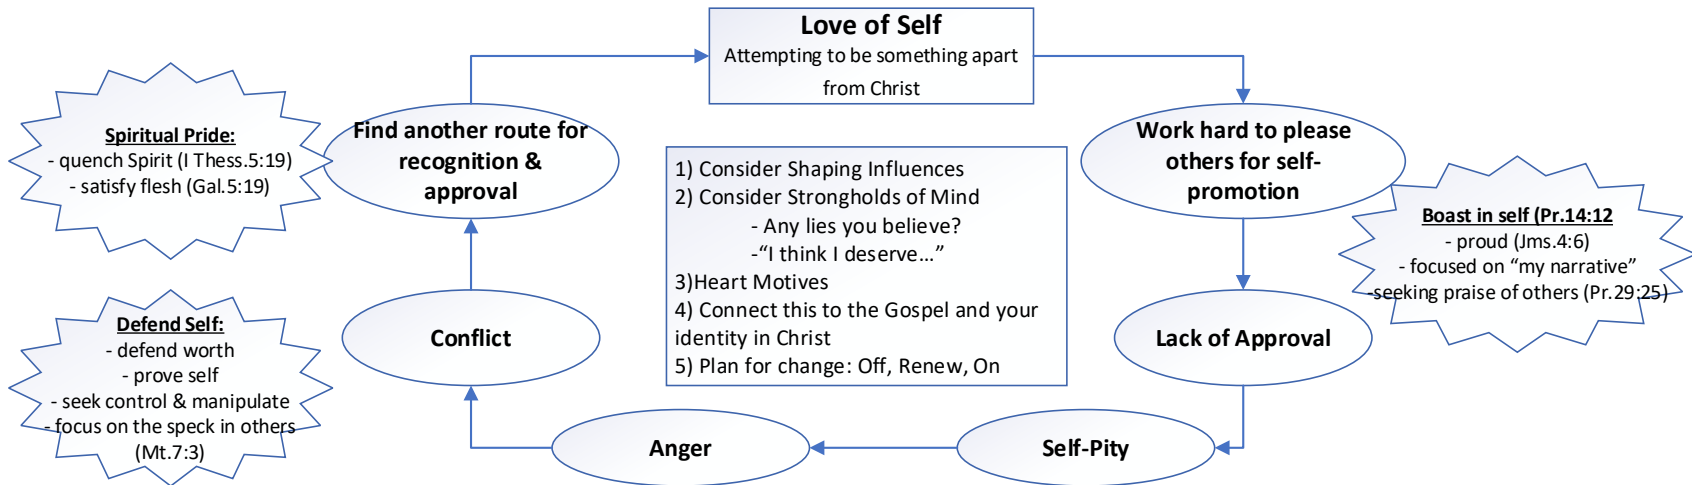 Love of Self
Attempting to be something apart
from Christ
Work hard to please
others for self-
promotion
Boast in self (Pr.14:12
- proud (Jms.4:6)
- focused on “my narrative”
-seeking praise of others (Pr.29:25)
Lack of Approval
Self-Pity
Anger
Conflict
Defend Self:
- defend worth
- prove self
- seek control & manipulate
- focus on the speck in others
(Mt.7:3)
Find another route for
recognition &
approval
Spiritual Pride:
- quench Spirit (I Thess.5:19)
- satisfy flesh (Gal.5:19)
1) Consider Shaping Influences
2) Consider Strongholds of Mind
- Any lies you believe?
-“I think I deserve…”
3)Heart Motives
4) Connect this to the Gospel and your
identity in Christ
5) Plan for change: Off, Renew, On